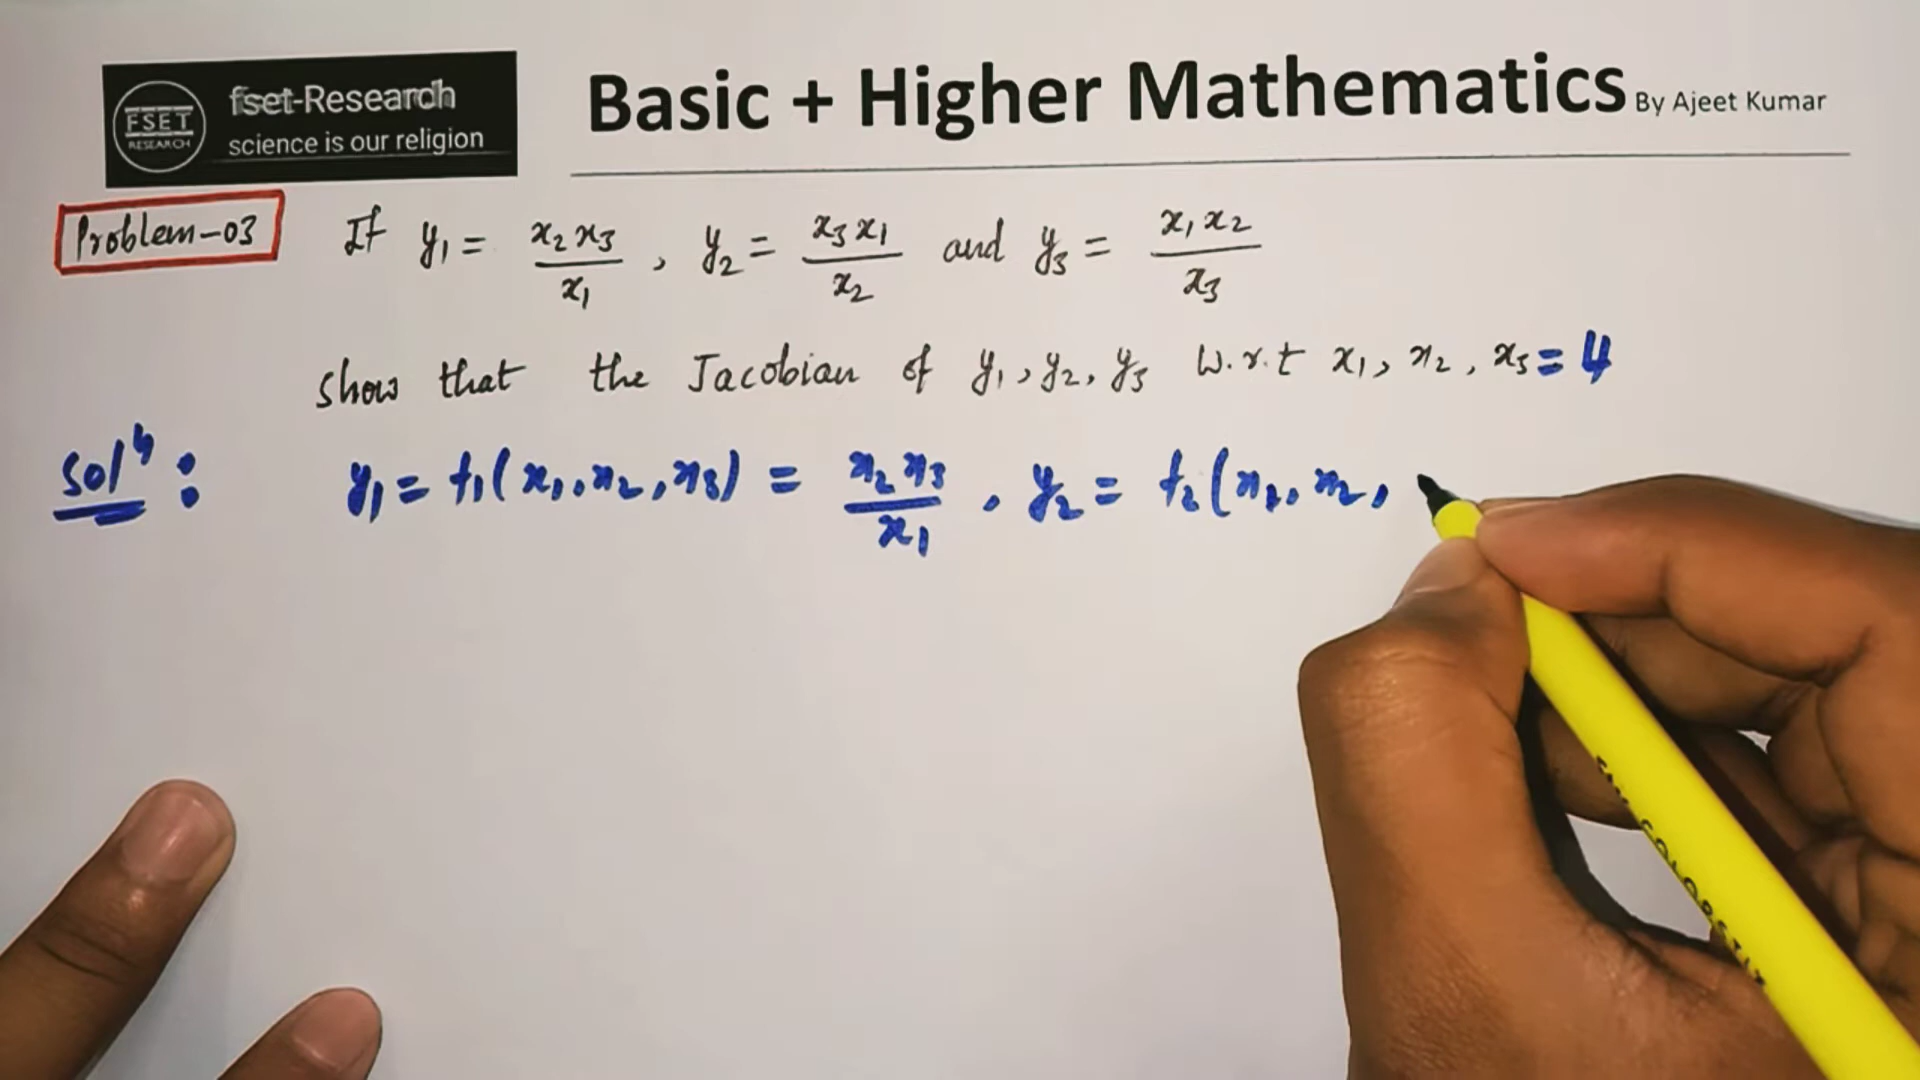 FSET
RESEARCH
fset-Research
science is our religion
Basic + Higher Mathematics By Ajeet Kumar
Problem-03 If y₁ = x₂x₃/x₁ , y₂ = x₃x₁/x₂ and y₃ = x₁x₂/x₃
show that the Jacobian of y₁, y₂, y₃ w.r.t x₁, x₂, x₃ = 4
Solⁿ : y₁ = f₁(x₁, x₂, x₃) = x₂x₃/x₁ , y₂ = f₂(x₁, x₂,